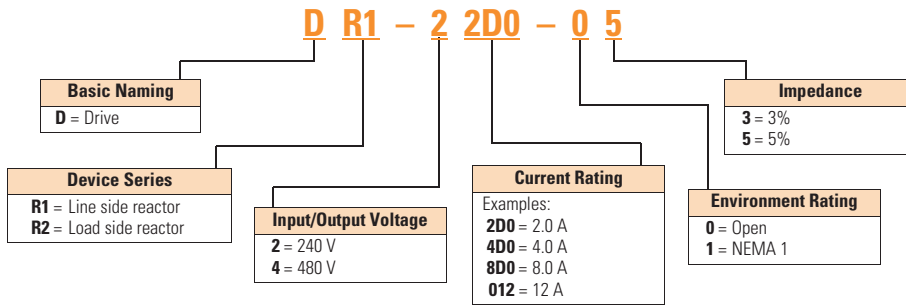 D R1 – 2 2D0 – 0 5
Basic Naming
D = Drive
Device Series
R1 = Line side reactor
R2 = Load side reactor
Input/Output Voltage
2 = 240 V
4 = 480 V
Current Rating
Examples:
2D0 = 2.0 A
4D0 = 4.0 A
8D0 = 8.0 A
012 = 12 A
Environment Rating
0 = Open
1 = NEMA 1
Impedance
3 = 3%
5 = 5%